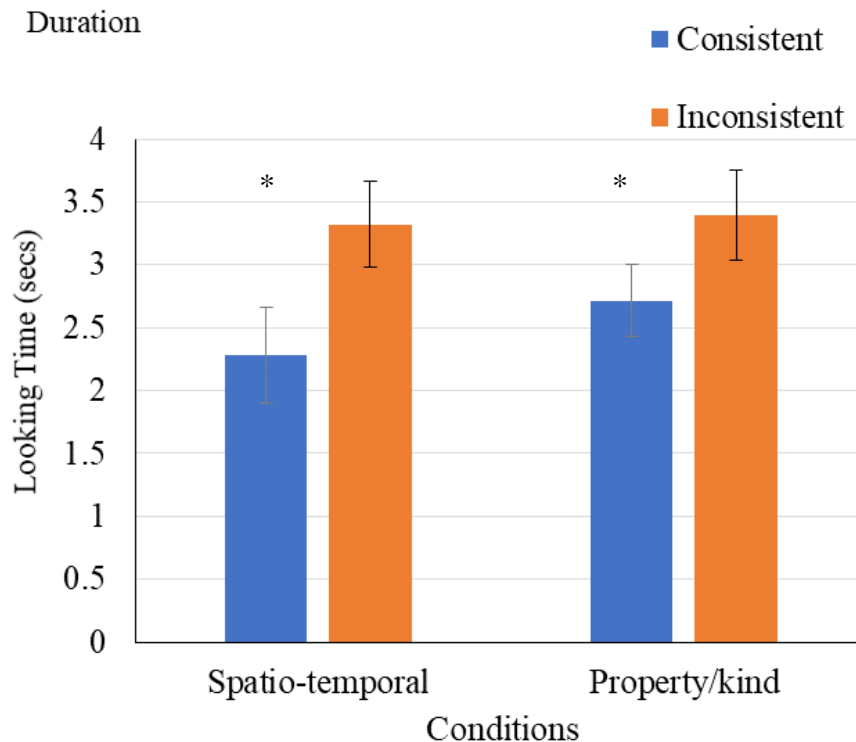 Duration
Consistent
Inconsistent
4
3.5
3
2.5
2
1.5
1
0.5
0
Looking Time (secs)
*
*
Spatio-temporal
Property/kind
Conditions